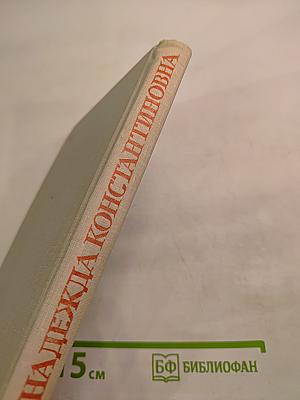 НАДЕЖДА КОНСТАНТИНОВНА
15 см
БФ БИБЛИОФАН